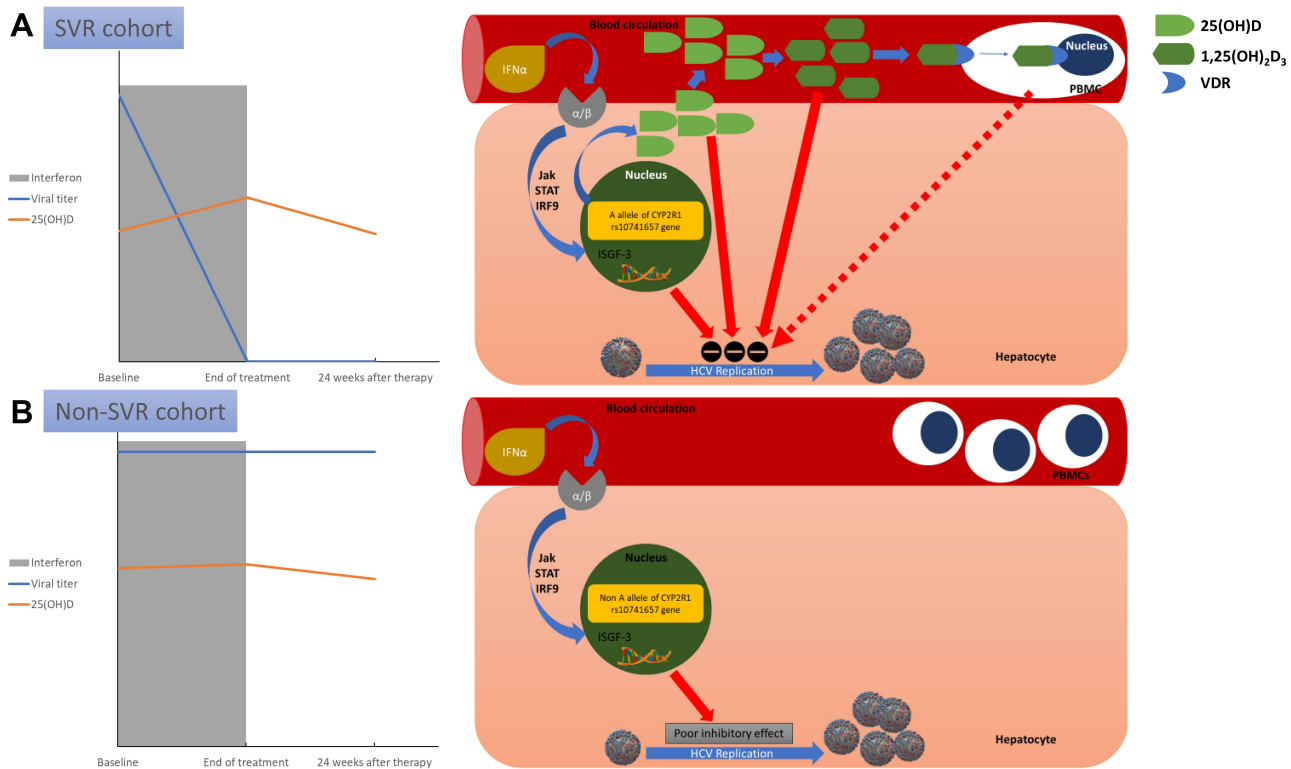 A
SVR cohort
Interferon
Viral titer
25(OH)D
Baseline
End of treatment
24 weeks after therapy
Blood circulation
IFNα
α/β
Jak
STAT
IRF9
Nucleus
A allele of CYP2R1
rs10741657 gene
ISGF-3
Nucleus
PBMC
HCV Replication
Hepatocyte
25(OH)D
1,25(OH)₂D₃
VDR
B
Non-SVR cohort
Interferon
Viral titer
25(OH)D
Baseline
End of treatment
24 weeks after therapy
Blood circulation
IFNα
α/β
PBMCs
Jak
STAT
IRF9
Nucleus
Non A allele of CYP2R1
rs10741657 gene
ISGF-3
Poor inhibitory effect
HCV Replication
Hepatocyte